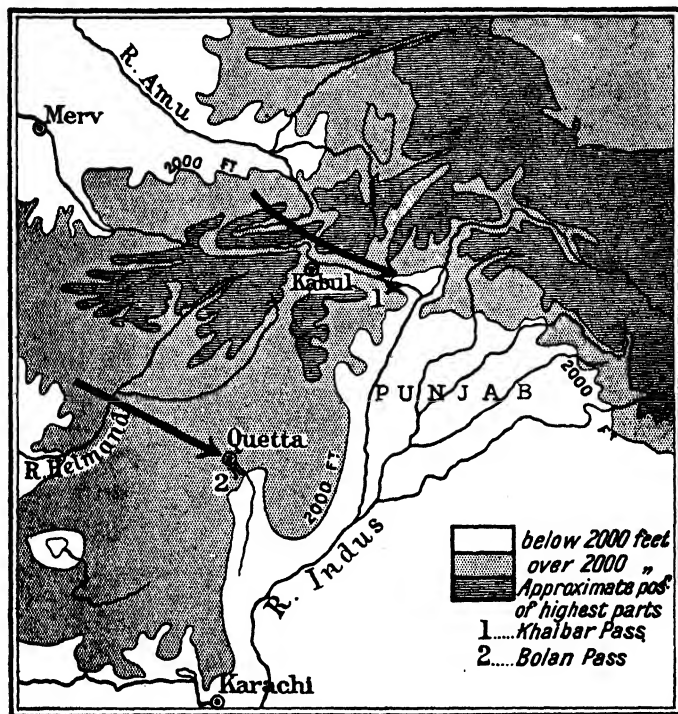 R. Amu
Merv
2000 FT
Kabul
1
PUNJAB
2000 FT
R. Helmand
Quetta
2
2000 FT
R. Indus
below 2000 feet
over 2000 „
Approximate posⁿ
of highest parts
1.....Khaibar Pass
2.....Bolan Pass
Karachi